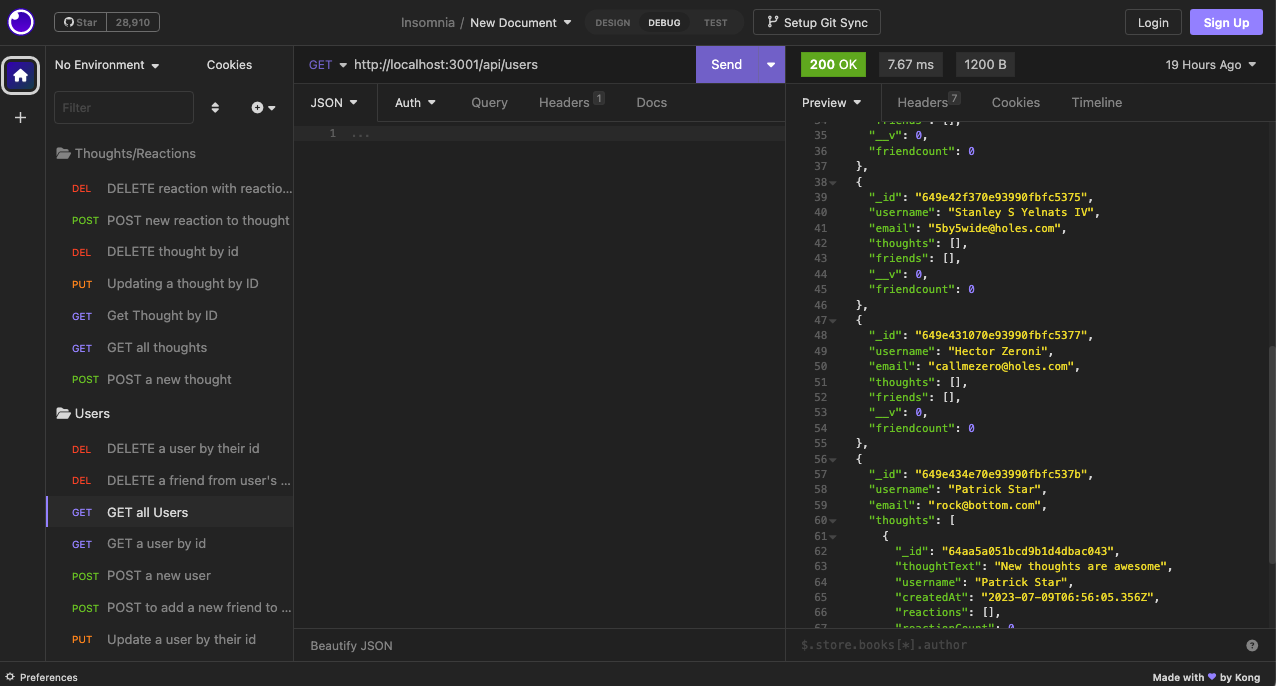 Star 28,910
Insomnia / New Document
DESIGN DEBUG TEST
Setup Git Sync
Login
Sign Up
No Environment
Cookies
Filter
Thoughts/Reactions
DEL DELETE reaction with reactio...
POST POST new reaction to thought
DEL DELETE thought by id
PUT Updating a thought by ID
GET Get Thought by ID
GET GET all thoughts
POST POST a new thought
Users
DEL DELETE a user by their id
DEL DELETE a friend from user's ...
GET GET all Users
GET GET a user by id
POST POST a new user
POST POST to add a new friend to ...
PUT Update a user by their id
GET http://localhost:3001/api/users
Send
JSON Auth Query Headers 1 Docs
1 ...
Beautify JSON
200 OK 7.67 ms 1200 B 19 Hours Ago
Preview Headers 7 Cookies Timeline
34 "friends": [],
35 "__v": 0,
36 "friendcount": 0
37 },
38 {
39 "_id": "649e42f370e93990fbfc5375",
40 "username": "Stanley S Yelnats IV",
41 "email": "5by5wide@holes.com",
42 "thoughts": [],
43 "friends": [],
44 "__v": 0,
45 "friendcount": 0
46 },
47 {
48 "_id": "649e431070e93990fbfc5377",
49 "username": "Hector Zeroni",
50 "email": "callmezero@holes.com",
51 "thoughts": [],
52 "friends": [],
53 "__v": 0,
54 "friendcount": 0
55 },
56 {
57 "_id": "649e434e70e93990fbfc537b",
58 "username": "Patrick Star",
59 "email": "rock@bottom.com",
60 "thoughts": [
61 {
62 "_id": "64aa5a051bcd9b1d4dbac043",
63 "thoughtText": "New thoughts are awesome",
64 "username": "Patrick Star",
65 "createdAt": "2023-07-09T06:56:05.356Z",
66 "reactions": [],
67 "reactionCount": 0
$.store.books[*].author
Preferences
Made with by Kong